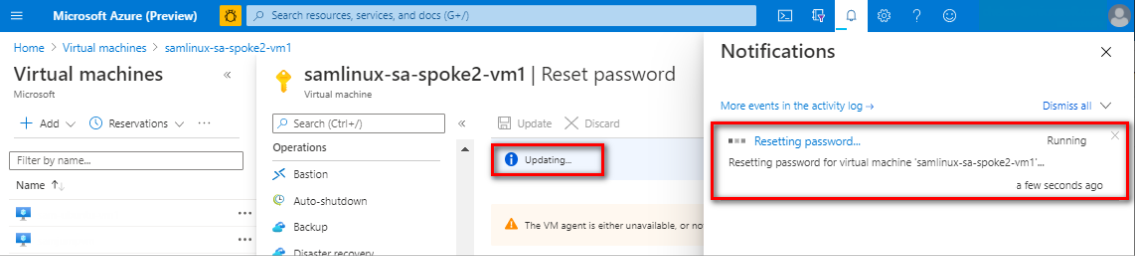 Microsoft Azure (Preview)
Search resources, services, and docs (G+/)
Home > Virtual machines > samlinux-sa-spoke2-vm1
Virtual machines
Microsoft
Add
Reservations
Filter by name...
Name
samlinux-sa-spoke2-vm1 | Reset password
Virtual machine
Search (Ctrl+/)
Operations
Bastion
Auto-shutdown
Backup
Disaster recovery
Update
Discard
Updating...
The VM agent is either unavailable, or no
Notifications
More events in the activity log →
Dismiss all
Resetting password...
Running
Resetting password for virtual machine 'samlinux-sa-spoke2-vm1'...
a few seconds ago